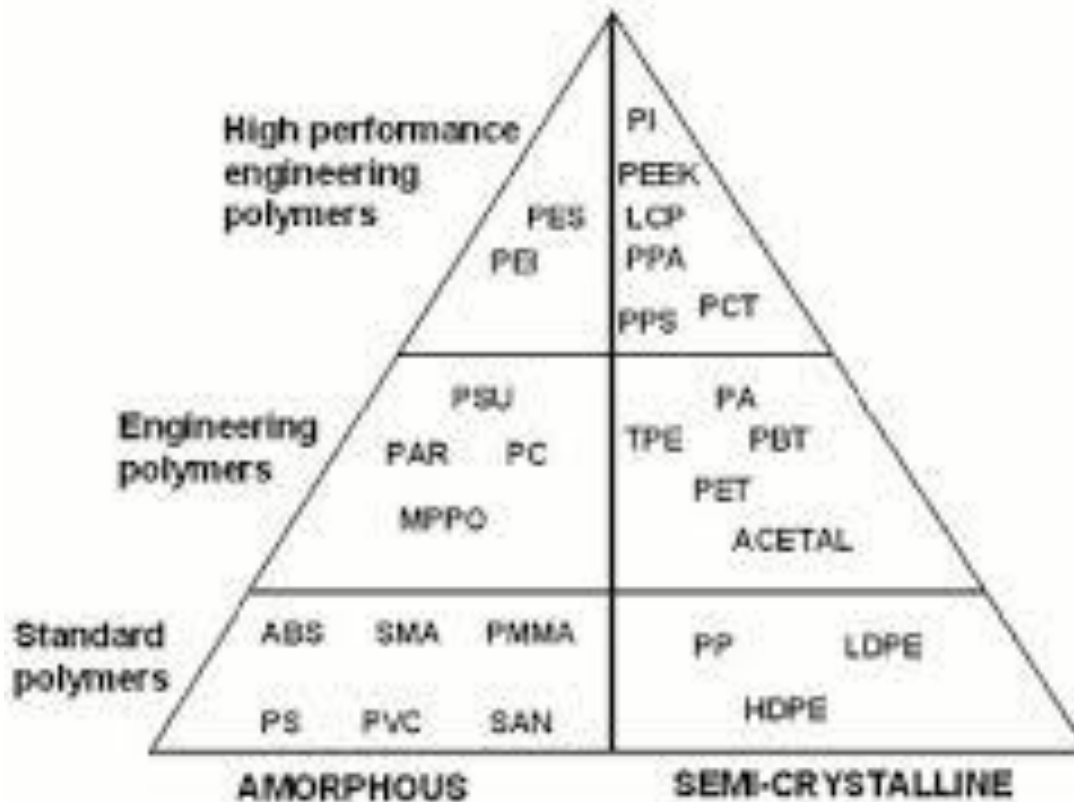 High performance
engineering
polymers
PI
PEEK
PES
LCP
PEI
PPA
PCT
PPS
Engineering
polymers
PSU
PA
PAR
PC
TPE
PBT
MPPO
PET
ACETAL
Standard
polymers
ABS SMA PMMA
PP LDPE
PS PVC SAN
HDPE
AMORPHOUS
SEMI-CRYSTALLINE